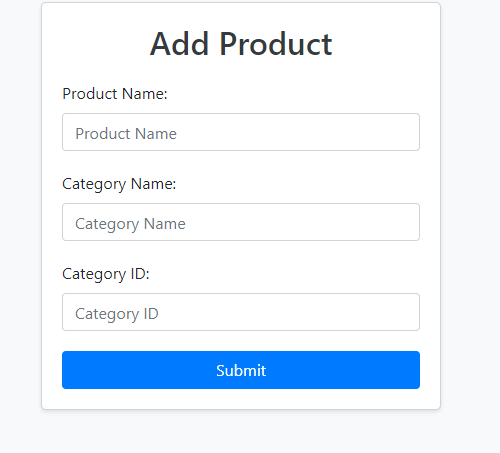 Add Product
Product Name:
Product Name
Category Name:
Category Name
Category ID:
Category ID
Submit